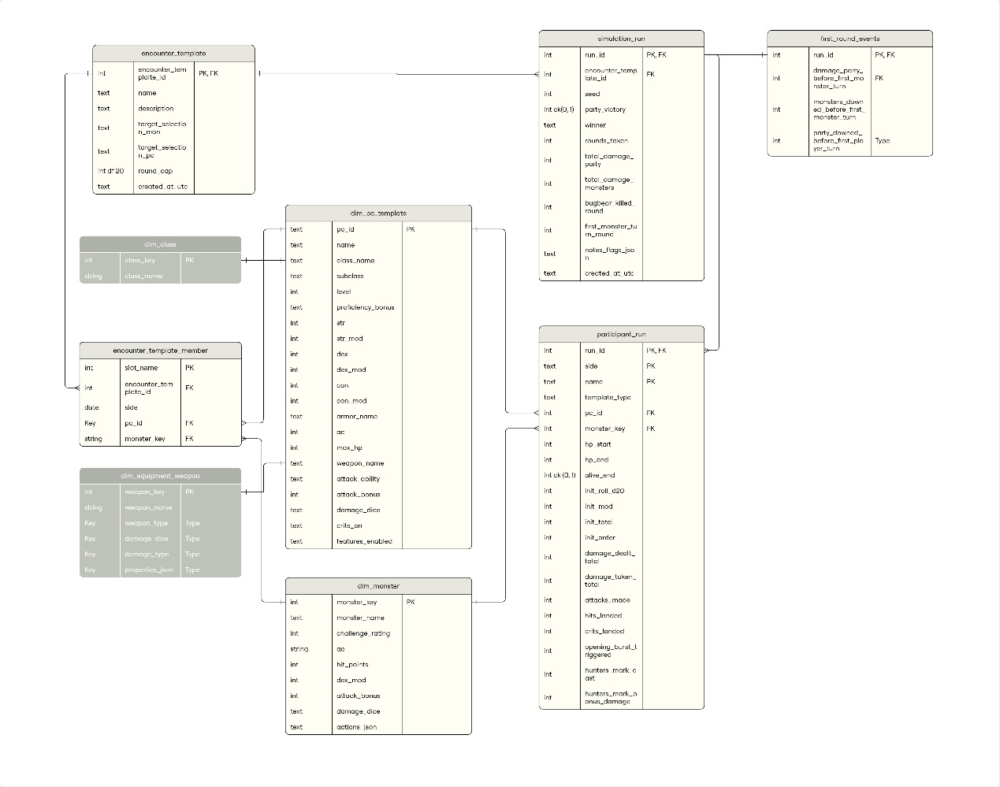 encounter_template
int encounter_tem PK, FK
plaite_id
text name
text description
text target_selectio
n_mon
text target_selectio
n_pc
int df 20 round_cap
text created_at_utc
simulation_run
int run_id PK, FK
int encounter_temp FK
late_id
int seed
int ck(0, 1) party_victory
text winner
int rounds_taken
int total_damage_
party
int total_damage_
monsters
int bugbear_killed_
round
int first_monster_tu
rn_round
text notes_flags_jso
n
text created_at_utc
first_round_events
int run_id PK, FK
int damage_party_ FK
before_first_mo
nster_turn
int monsters_down
ed_before_first_
monster_turn
int party_downed_ Type
before_first_pla
yer_turn
dim_class
int class_key PK
string class_name
dim_pc_template
text pc_id PK
text name
text class_name
text subclass
int level
text proficiency_bonus
int str
int str_mod
int dex
int dex_mod
int con
int con_mod
text armor_name
int ac
int max_hp
text weapon_name
text attack_ability
int attack_bonus
text damage_dice
text crits_on
text features_enabled
encounter_template_member
int slot_name PK
int encounter_tem FK
plate_id
date side
Key pc_id FK
string monster_key FK
dim_equipment_weapon
int weapon_key PK
string weapon_name
Key weapon_type Type
Key damage_dice Type
Key damage_type Type
Key properties_json Type
dim_monster
int monster_key PK
text monster_name
int challenge_rating
string ac
int hit_points
int dex_mod
int attack_bonus
text damage_dice
text actions_json
participant_run
int run_id PK, FK
text side PK
text name PK
text template_type
int pc_id FK
int monster_key FK
int hp_start
int hp_end
int ck (0, 1) alive_end
int init_roll_d20
int init_mod
int init_total
int init_order
int damage_dealt_
total
int damage_taken_
total
int attacks_made
int hits_landed
int crits_landed
int opening_burst_t
riggered
int hunters_mark_c
ast
int hunters_mark_b
onus_damage